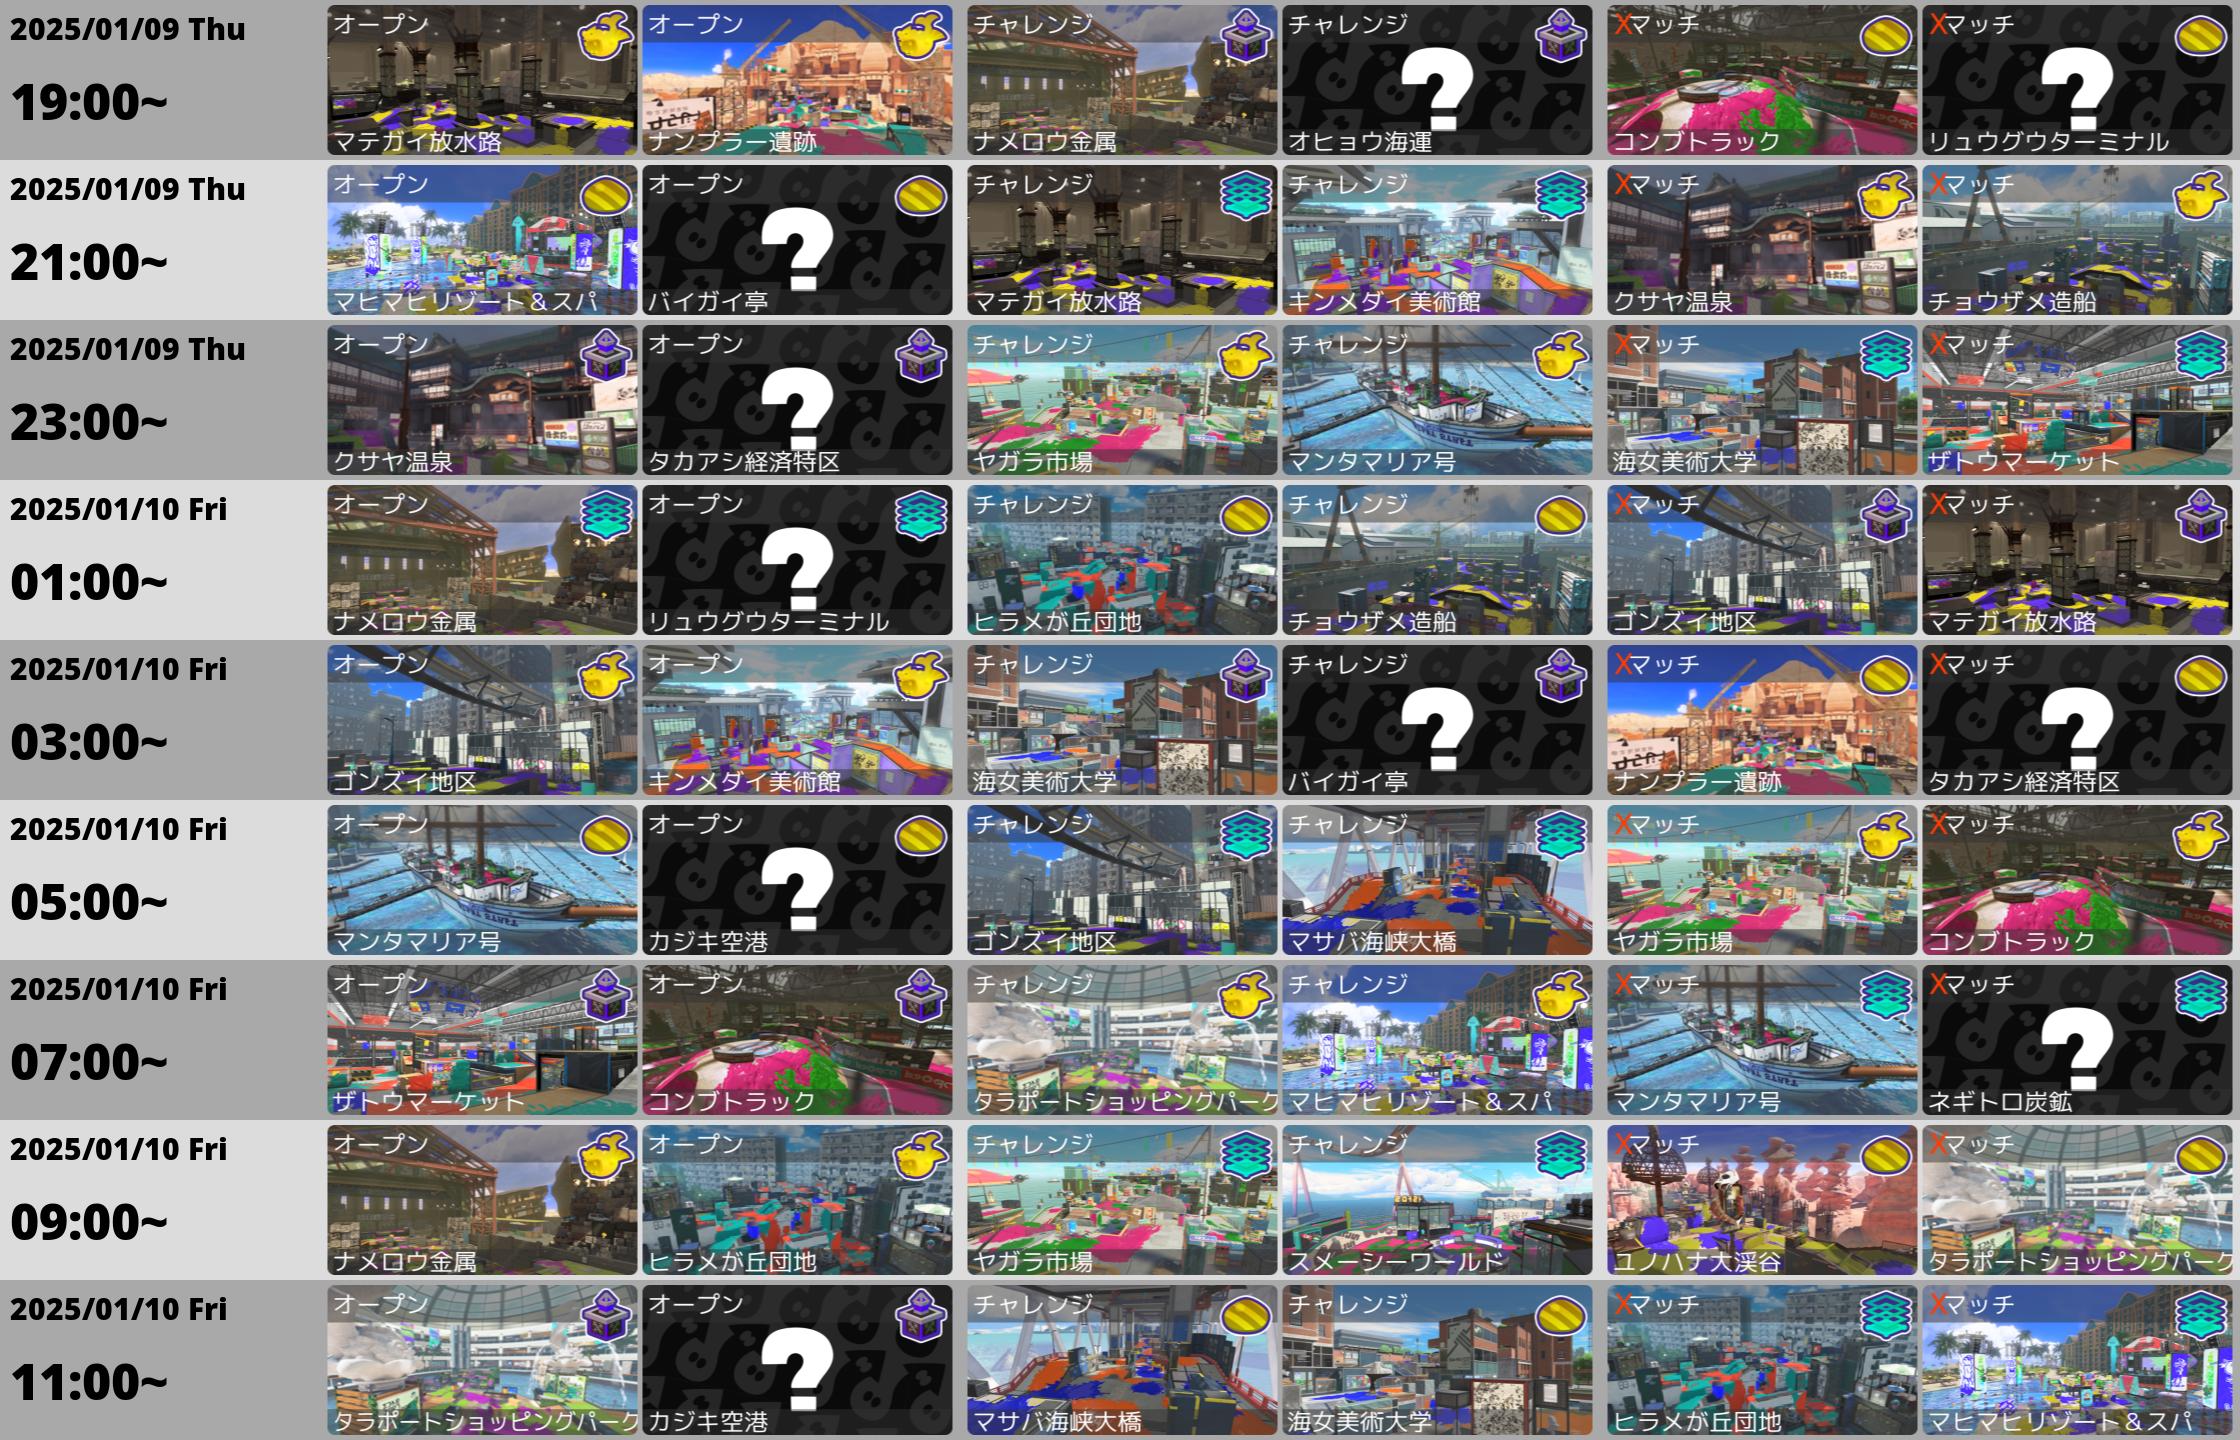 2025/01/09 Thu
19:00~
オープン
マテガイ放水路
オープン
ナンプラー遺跡
チャレンジ
ナメロウ金属
チャレンジ
オヒョウ海運
Xマッチ
コンブトラック
Xマッチ
リュウグウターミナル
2025/01/09 Thu
21:00~
オープン
マヒマヒリゾート&スパ
オープン
バイガイ亭
チャレンジ
マテガイ放水路
チャレンジ
キンメダイ美術館
Xマッチ
クサヤ温泉
Xマッチ
チョウザメ造船
2025/01/09 Thu
23:00~
オープン
クサヤ温泉
オープン
タカアシ経済特区
チャレンジ
ヤガラ市場
チャレンジ
マンタマリア号
Xマッチ
海女美術大学
Xマッチ
ザトウマーケット
2025/01/10 Fri
01:00~
オープン
ナメロウ金属
オープン
リュウグウターミナル
チャレンジ
ヒラメが丘団地
チャレンジ
チョウザメ造船
Xマッチ
ゴンズイ地区
Xマッチ
マテガイ放水路
2025/01/10 Fri
03:00~
オープン
ゴンズイ地区
オープン
キンメダイ美術館
チャレンジ
海女美術大学
チャレンジ
バイガイ亭
Xマッチ
ナンプラー遺跡
Xマッチ
タカアシ経済特区
2025/01/10 Fri
05:00~
オープン
マンタマリア号
オープン
カジキ空港
チャレンジ
ゴンズイ地区
チャレンジ
マサバ海峡大橋
Xマッチ
ヤガラ市場
Xマッチ
コンブトラック
2025/01/10 Fri
07:00~
オープン
ザトウマーケット
オープン
コンブトラック
チャレンジ
タラポートショッピングパーク
チャレンジ
マヒマヒリゾート&スパ
Xマッチ
マンタマリア号
Xマッチ
ネギトロ炭鉱
2025/01/10 Fri
09:00~
オープン
ナメロウ金属
オープン
ヒラメが丘団地
チャレンジ
ヤガラ市場
チャレンジ
スメーシーワールド
Xマッチ
ユノハナ大渓谷
Xマッチ
タラポートショッピングパーク
2025/01/10 Fri
11:00~
オープン
タラポートショッピングパーク
オープン
カジキ空港
チャレンジ
マサバ海峡大橋
チャレンジ
海女美術大学
Xマッチ
ヒラメが丘団地
Xマッチ
マヒマヒリゾート&スパ